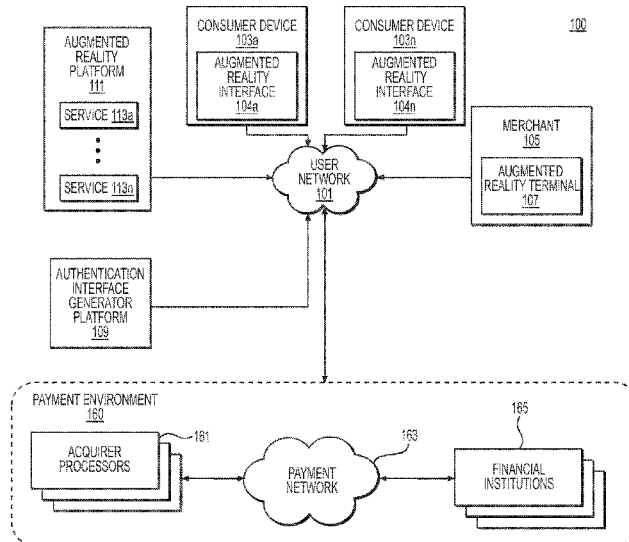 100
AUGMENTED
REALITY
PLATFORM
111
SERVICE 113a
SERVICE 113n
CONSUMER DEVICE
103a
AUGMENTED
REALITY
INTERFACE
104a
CONSUMER DEVICE
103n
AUGMENTED
REALITY
INTERFACE
104n
MERCHANT
105
AUGMENTED
REALITY TERMINAL
107
USER
NETWORK
101
AUTHENTICATION
INTERFACE
GENERATOR
PLATFORM
109
PAYMENT ENVIRONMENT
160
161
ACQUIRER
PROCESSORS
163
PAYMENT
NETWORK
165
FINANCIAL
INSTITUTIONS